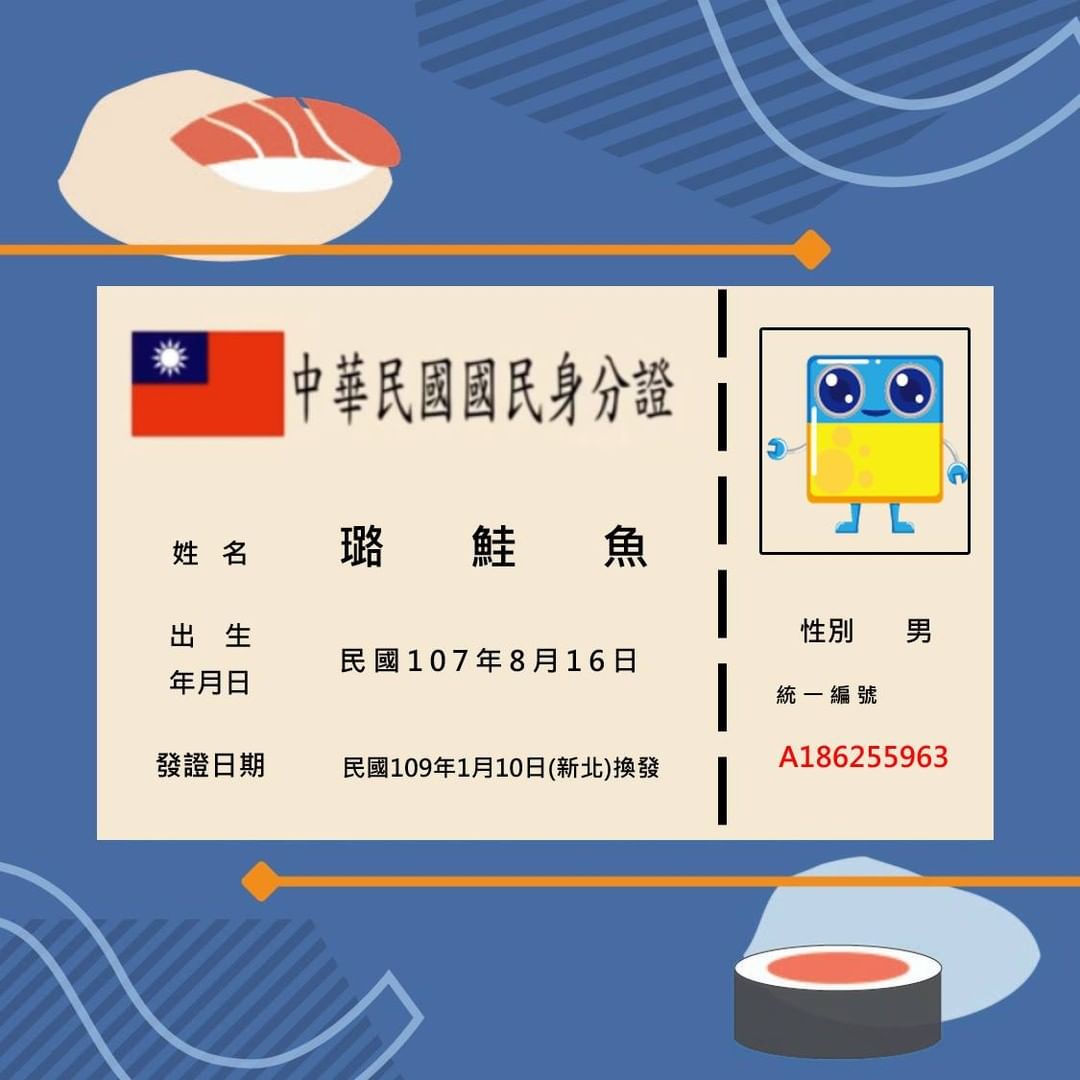 中華民國國民身分證
姓名 璐鮭魚
出生
年月日 民國107年8月16日
發證日期 民國109年1月10日(新北)換發
性別 男
統一編號
A186255963